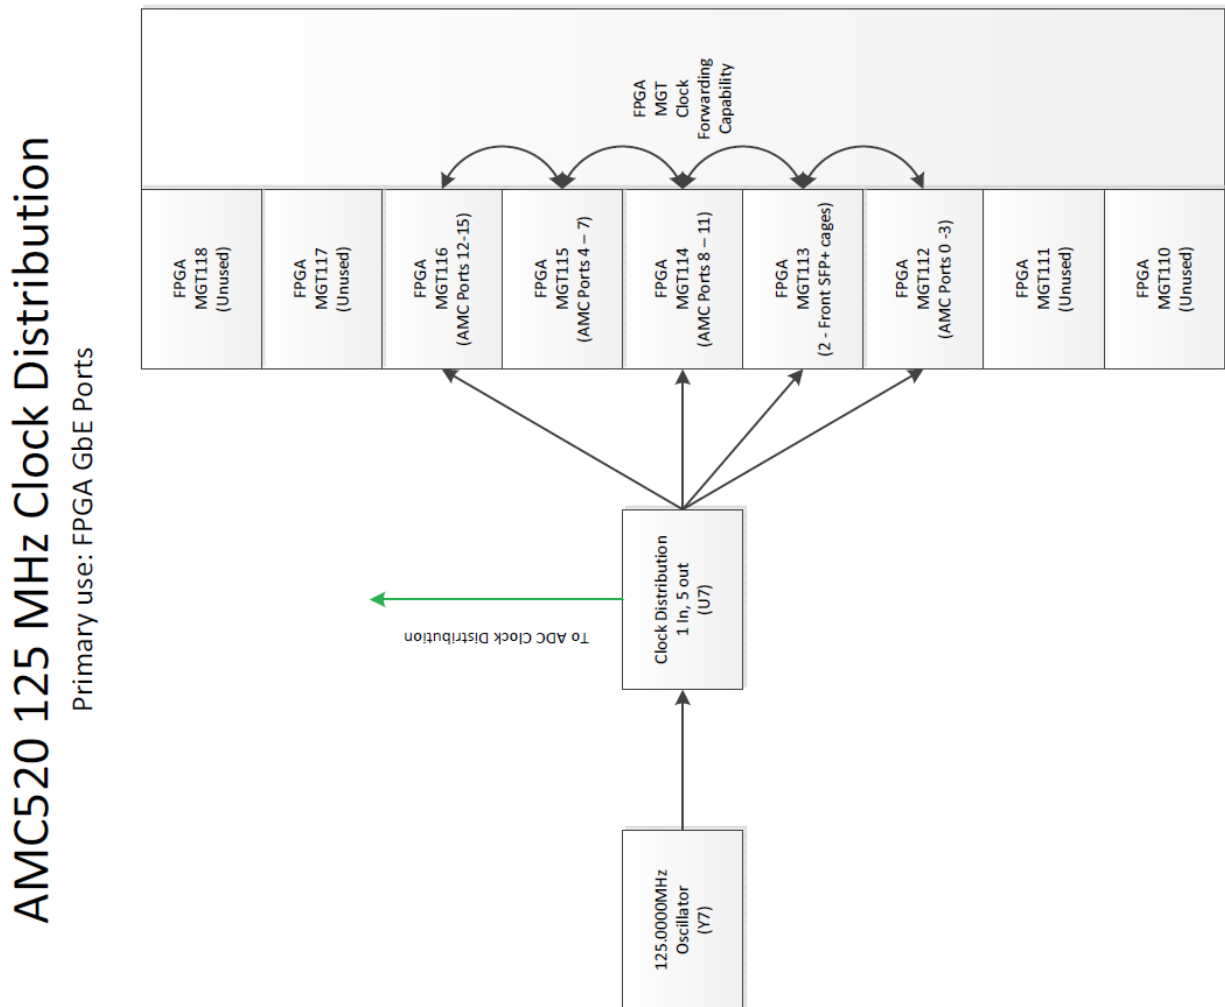 AMC520 125 MHz Clock Distribution
Primary use: FPGA GbE Ports
FPGA
MGT118
(Unused)
FPGA
MGT117
(Unused)
FPGA
MGT116
(AMC Ports 12-15)
FPGA
MGT115
(AMC Ports 4 – 7)
FPGA
MGT114
(AMC Ports 8 – 11)
FPGA
MGT113
(2 - Front SFP+ cages)
FPGA
MGT112
(AMC Ports 0 -3)
FPGA
MGT111
(Unused)
FPGA
MGT110
(Unused)
FPGA
MGT
Clock
Forwarding
Capability
To ADC Clock Distribution
Clock Distribution
1 In, 5 out
(U7)
125.0000MHz
Oscillator
(Y7)